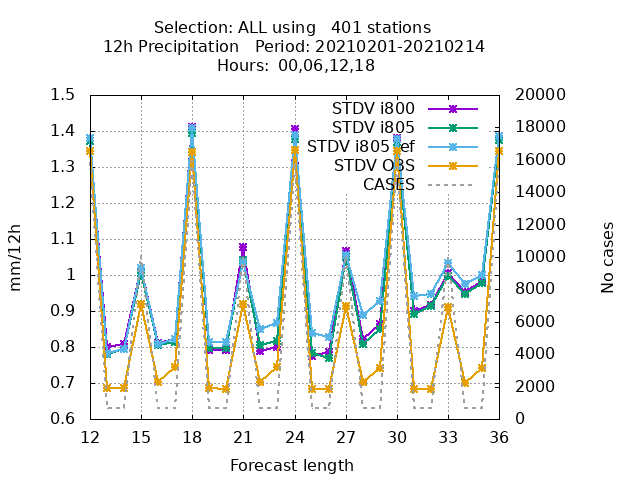 Selection: ALL using   401 stations
12h Precipitation   Period: 20210201-20210214
Hours:  00,06,12,18
STDV i800
STDV i805
STDV i805 ef
STDV OBS
CASES
1.5
1.4
1.3
1.2
1.1
1
0.9
0.8
0.7
0.6
mm/12h
20000
18000
16000
14000
12000
10000
8000
6000
4000
2000
0
No cases
12 15 18 21 24 27 30 33 36
Forecast length